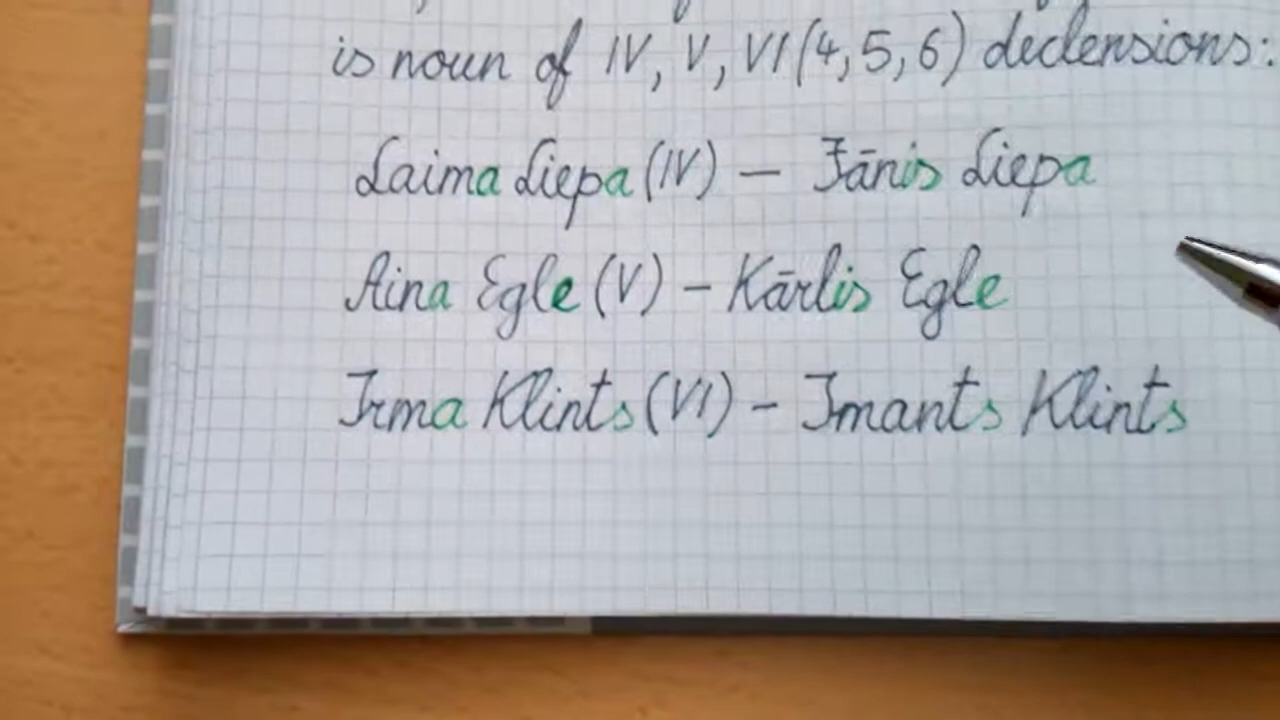 is noun of IV, V, VI (4, 5, 6) declensions:
Laima Liepa (IV) – Jānis Liepa
Aina Egle (V) – Kārlis Egle
Irma Klints (VI) – Imants Klints